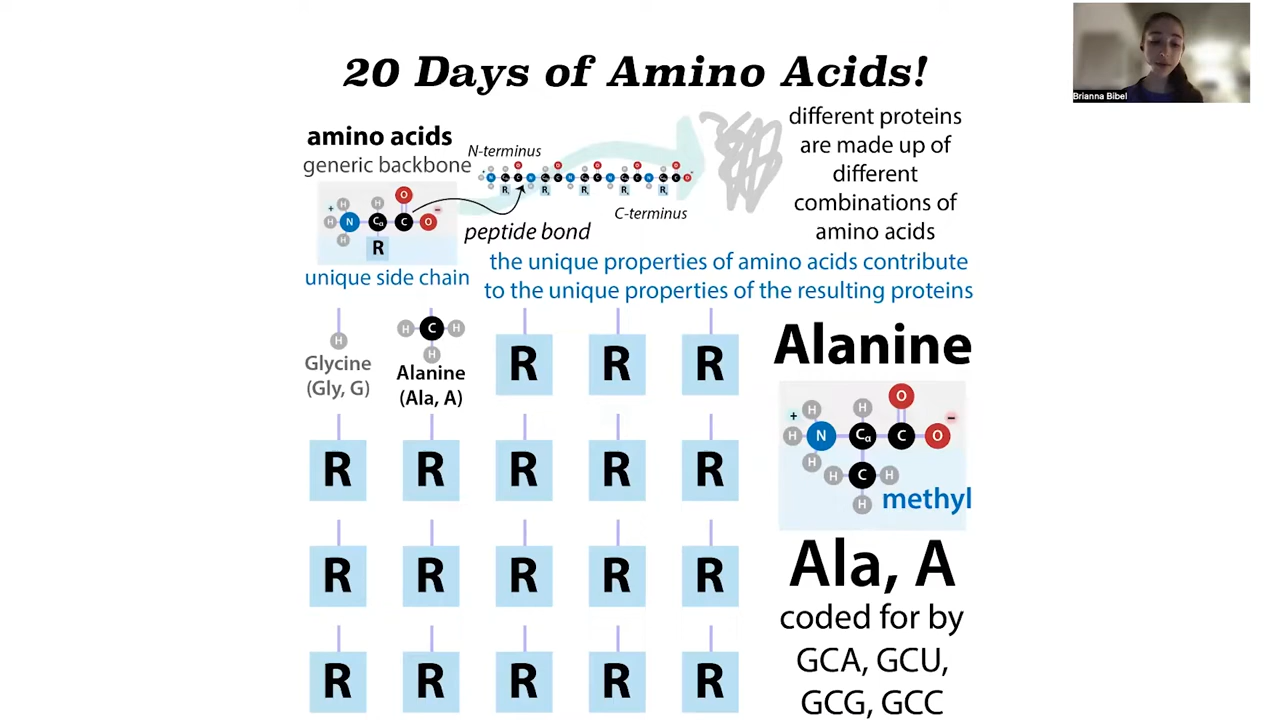 20 Days of Amino Acids!
Brianna Bibel
amino acids
generic backbone
N-terminus
C-terminus
peptide bond
unique side chain
H
H
O
+
-
H
N
Cα
C
O
H
R
different proteins
are made up of
different
combinations of
amino acids
the unique properties of amino acids contribute
to the unique properties of the resulting proteins
H
Glycine
(Gly, G)
H C H
H
Alanine
(Ala, A)
R R R
R R R R R
R R R R R
R R R R R
Alanine
O
H
H
+
-
H N Cα C O
H
H C H
H
methyl
Ala, A
coded for by
GCA, GCU,
GCG, GCC